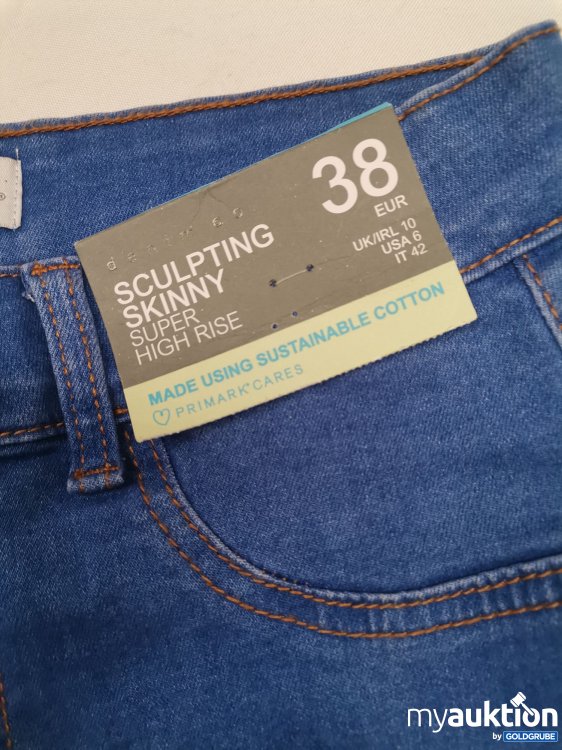 denim co
SCULPTING
SKINNY
SUPER
HIGH RISE
38
EUR
UK/IRL 10
USA 6
IT 42
MADE USING SUSTAINABLE COTTON
PRIMARK® CARES
®
myauktion
by GOLDGRUBE